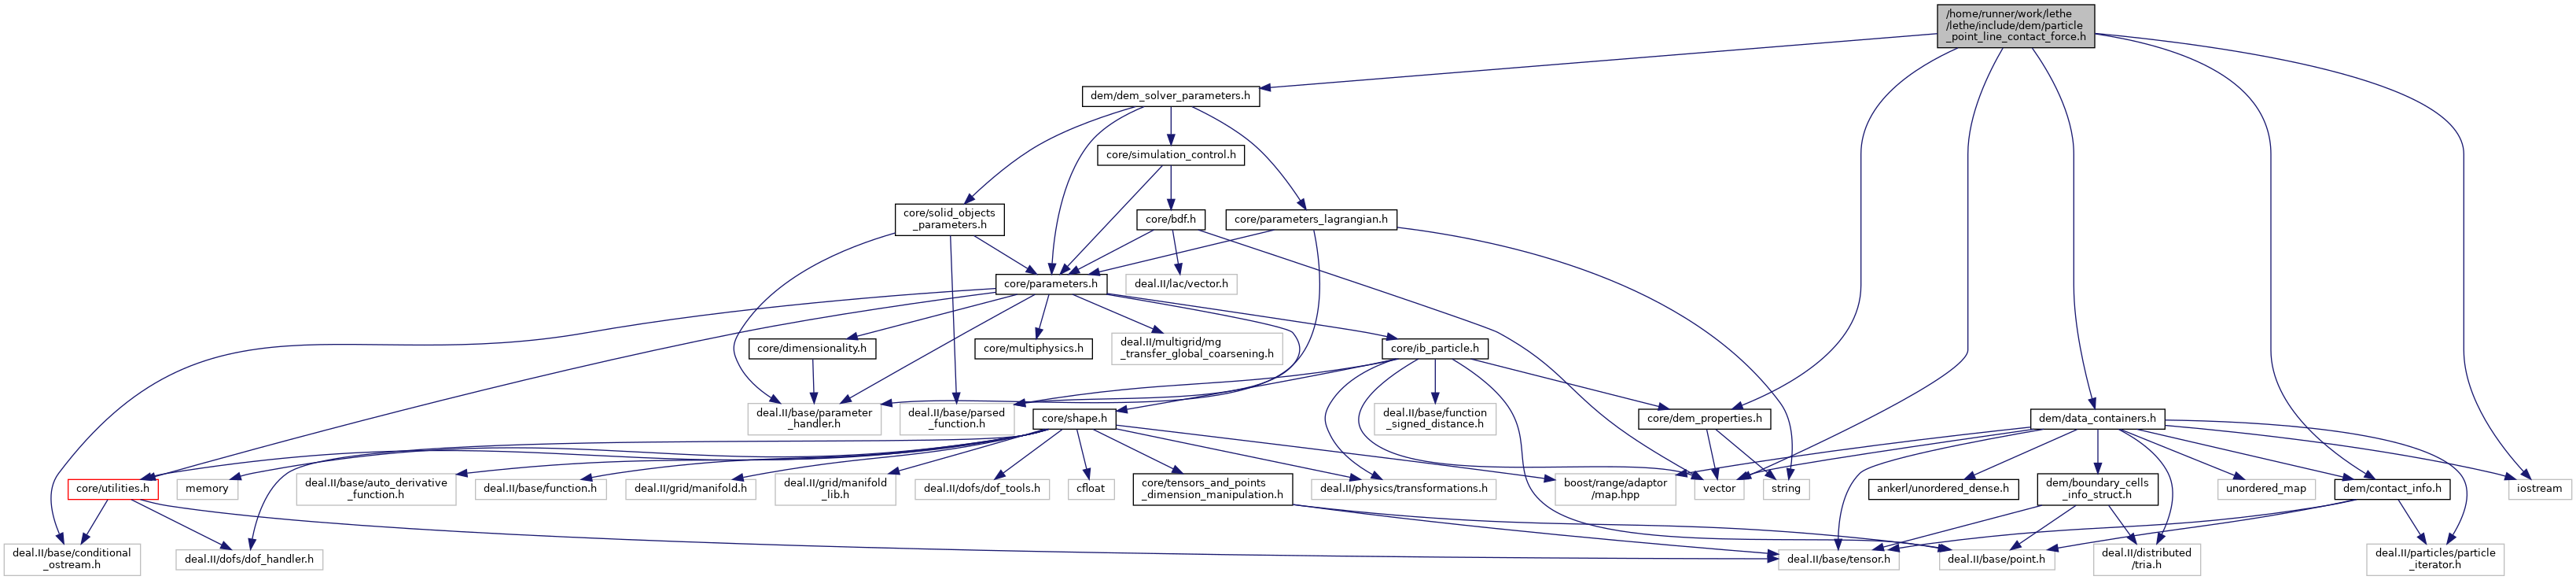 /home/runner/work/lethe
/lethe/include/dem/particle
_point_line_contact_force.h
dem/dem_solver_parameters.h
core/simulation_control.h
core/solid_objects
_parameters.h
core/bdf.h
core/parameters_lagrangian.h
core/parameters.h
deal.II/lac/vector.h
core/dimensionality.h
core/multiphysics.h
deal.II/multigrid/mg
_transfer_global_coarsening.h
core/ib_particle.h
deal.II/base/parameter
_handler.h
deal.II/base/parsed
_function.h
core/shape.h
deal.II/base/function
_signed_distance.h
core/dem_properties.h
dem/data_containers.h
core/utilities.h
memory
deal.II/base/auto_derivative
_function.h
deal.II/base/function.h
deal.II/grid/manifold.h
deal.II/grid/manifold
_lib.h
deal.II/dofs/dof_tools.h
cfloat
core/tensors_and_points
_dimension_manipulation.h
deal.II/physics/transformations.h
boost/range/adaptor
/map.hpp
vector
string
ankerl/unordered_dense.h
dem/boundary_cells
_info_struct.h
unordered_map
dem/contact_info.h
iostream
deal.II/base/conditional
_ostream.h
deal.II/dofs/dof_handler.h
deal.II/base/tensor.h
deal.II/base/point.h
deal.II/distributed
/tria.h
deal.II/particles/particle
_iterator.h